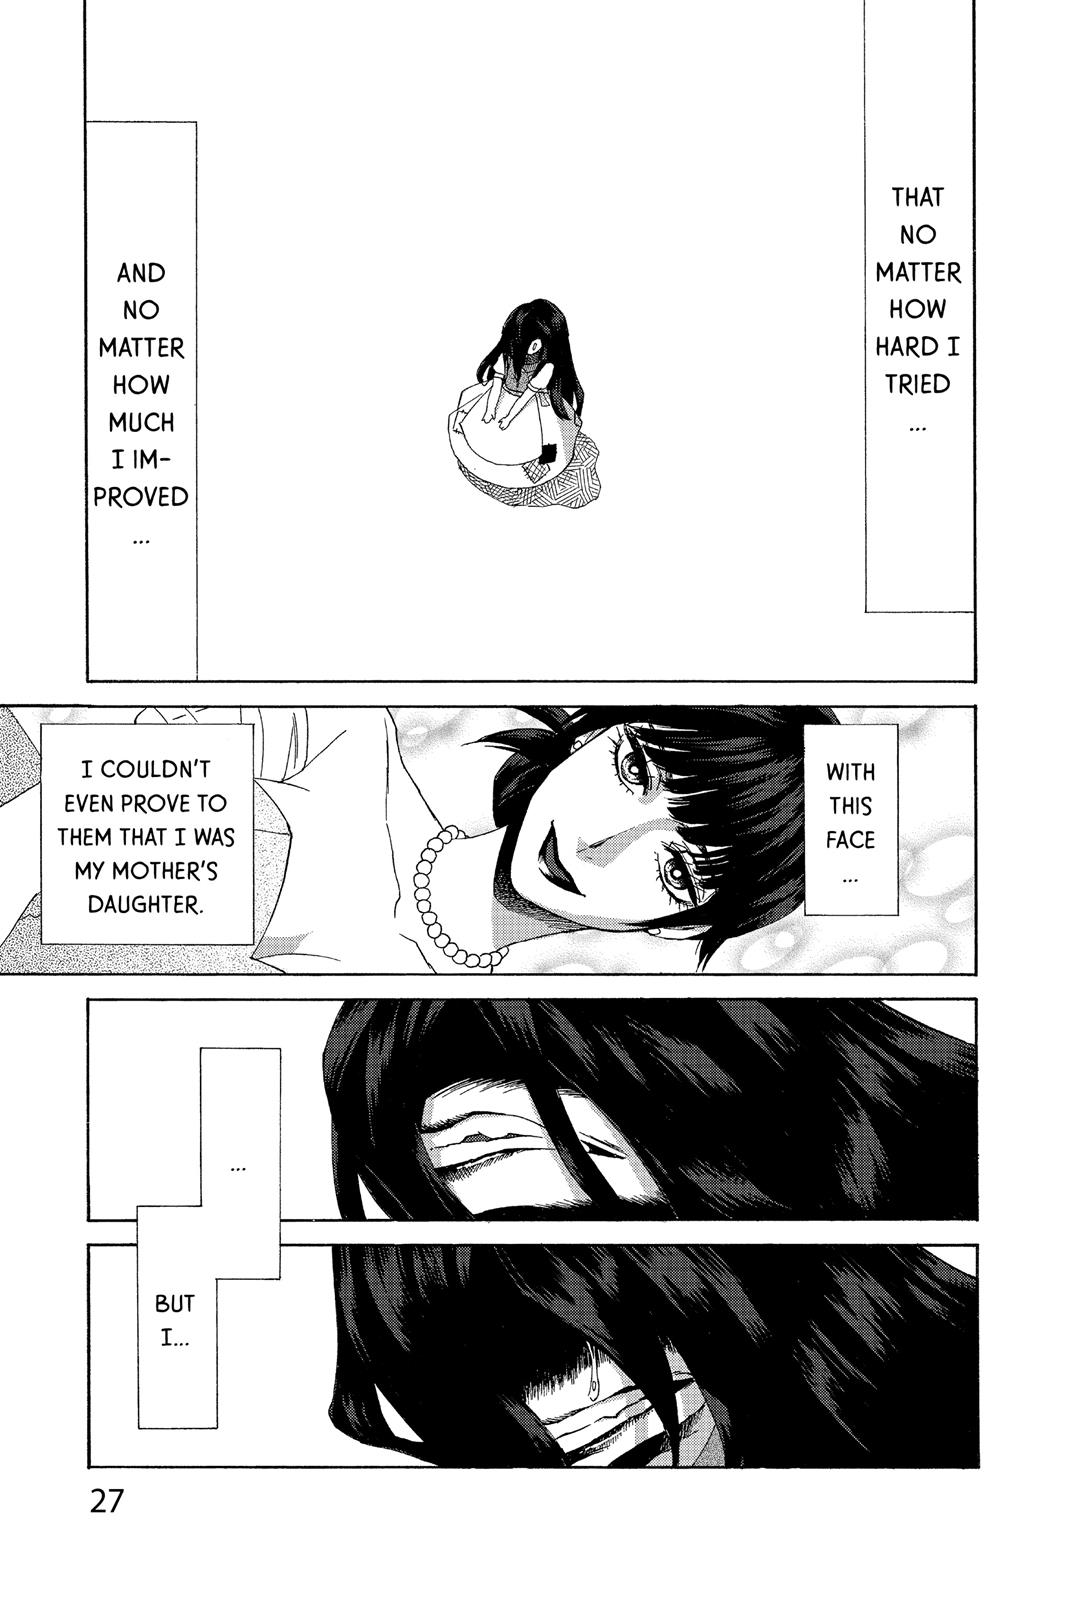 THAT
NO
MATTER
HOW
HARD I
TRIED
...
AND
NO
MATTER
HOW
MUCH
I IM-
PROVED
...
WITH
THIS
FACE
...
I COULDN'T
EVEN PROVE TO
THEM THAT I WAS
MY MOTHER'S
DAUGHTER.
...
BUT
I...
27